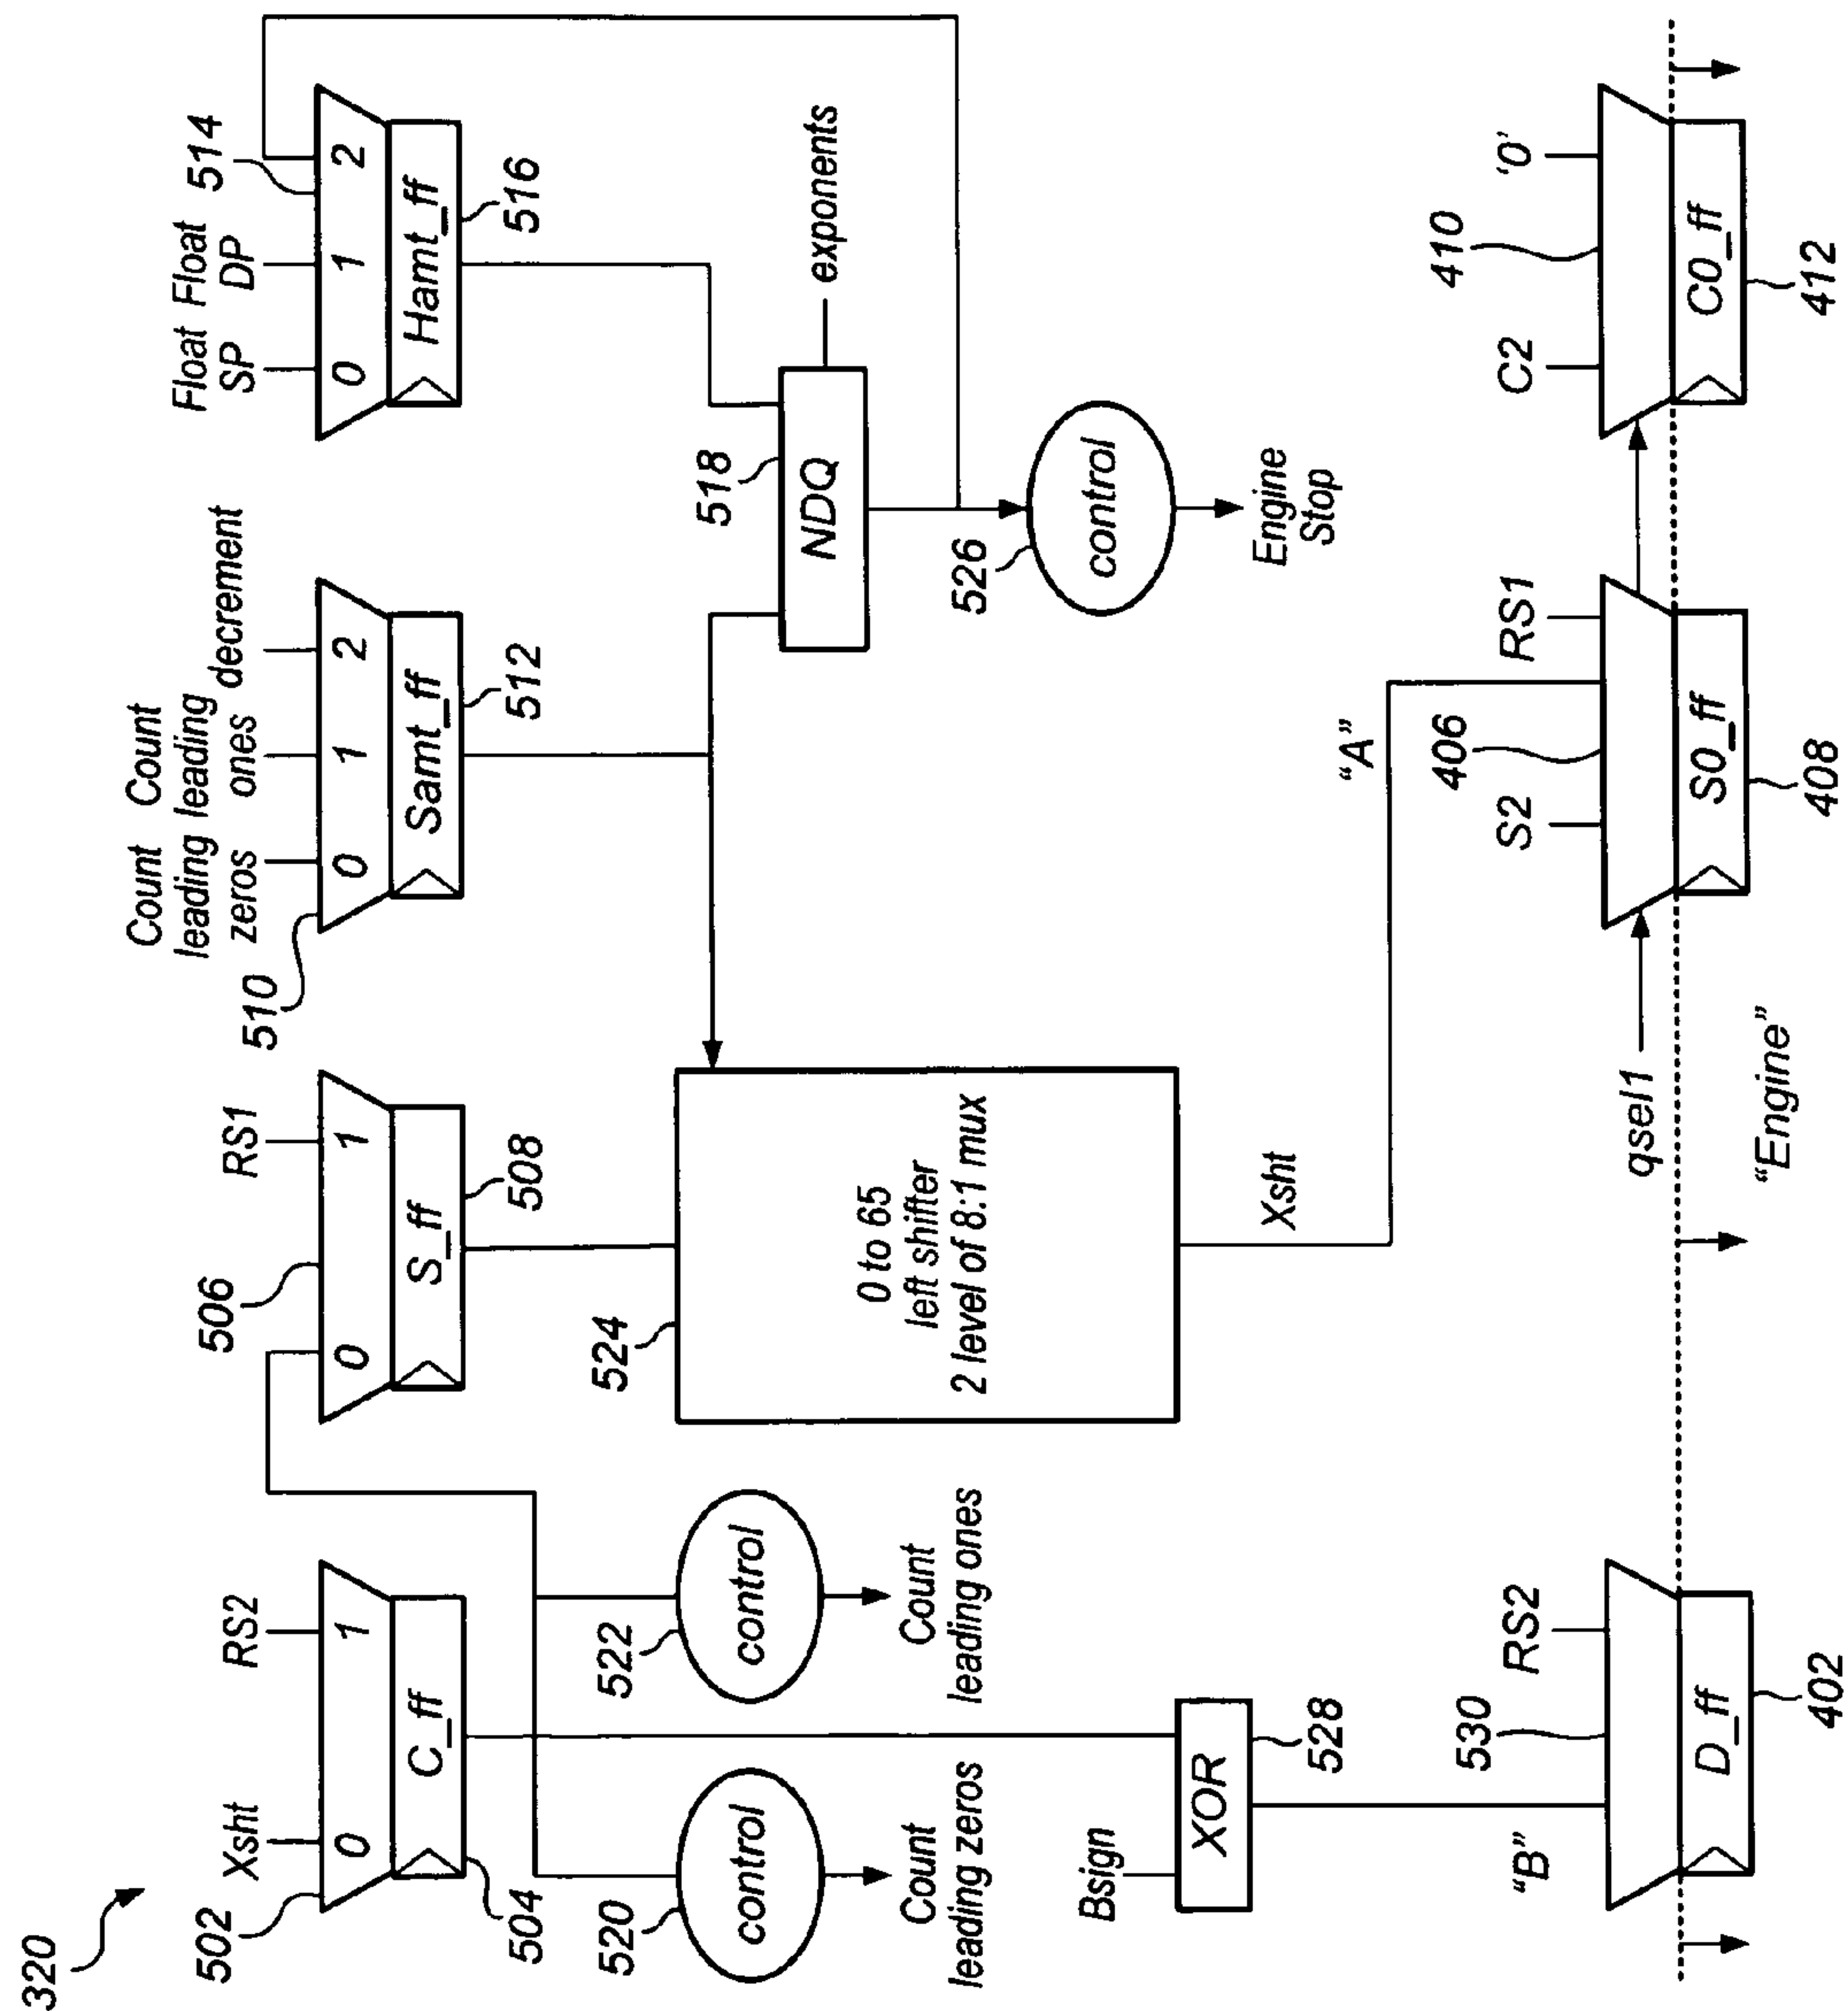 320
502
Xsht
RS2
0
1
C_ff
504
506
RS1
0
1
S_ff
508
510
Count
leading
zeros
Count
leading
ones
decrement
0
1
2
Samt_ff
512
Float
SP
Float
DP
514
0
1
2
Hamt_ff
516
520
control
Count
leading zeros
522
control
Count
leading ones
524
0 to 65
left shifter
2 level of 8:1 mux
Xsht
518
NDQ
exponents
526
control
Engine
Stop
Bsign
XOR
528
"A"
"B"
530
RS2
D_ff
402
qsel1
"Engine"
S2
406
RS1
S0_ff
408
C2
410
'0'
C0_ff
412